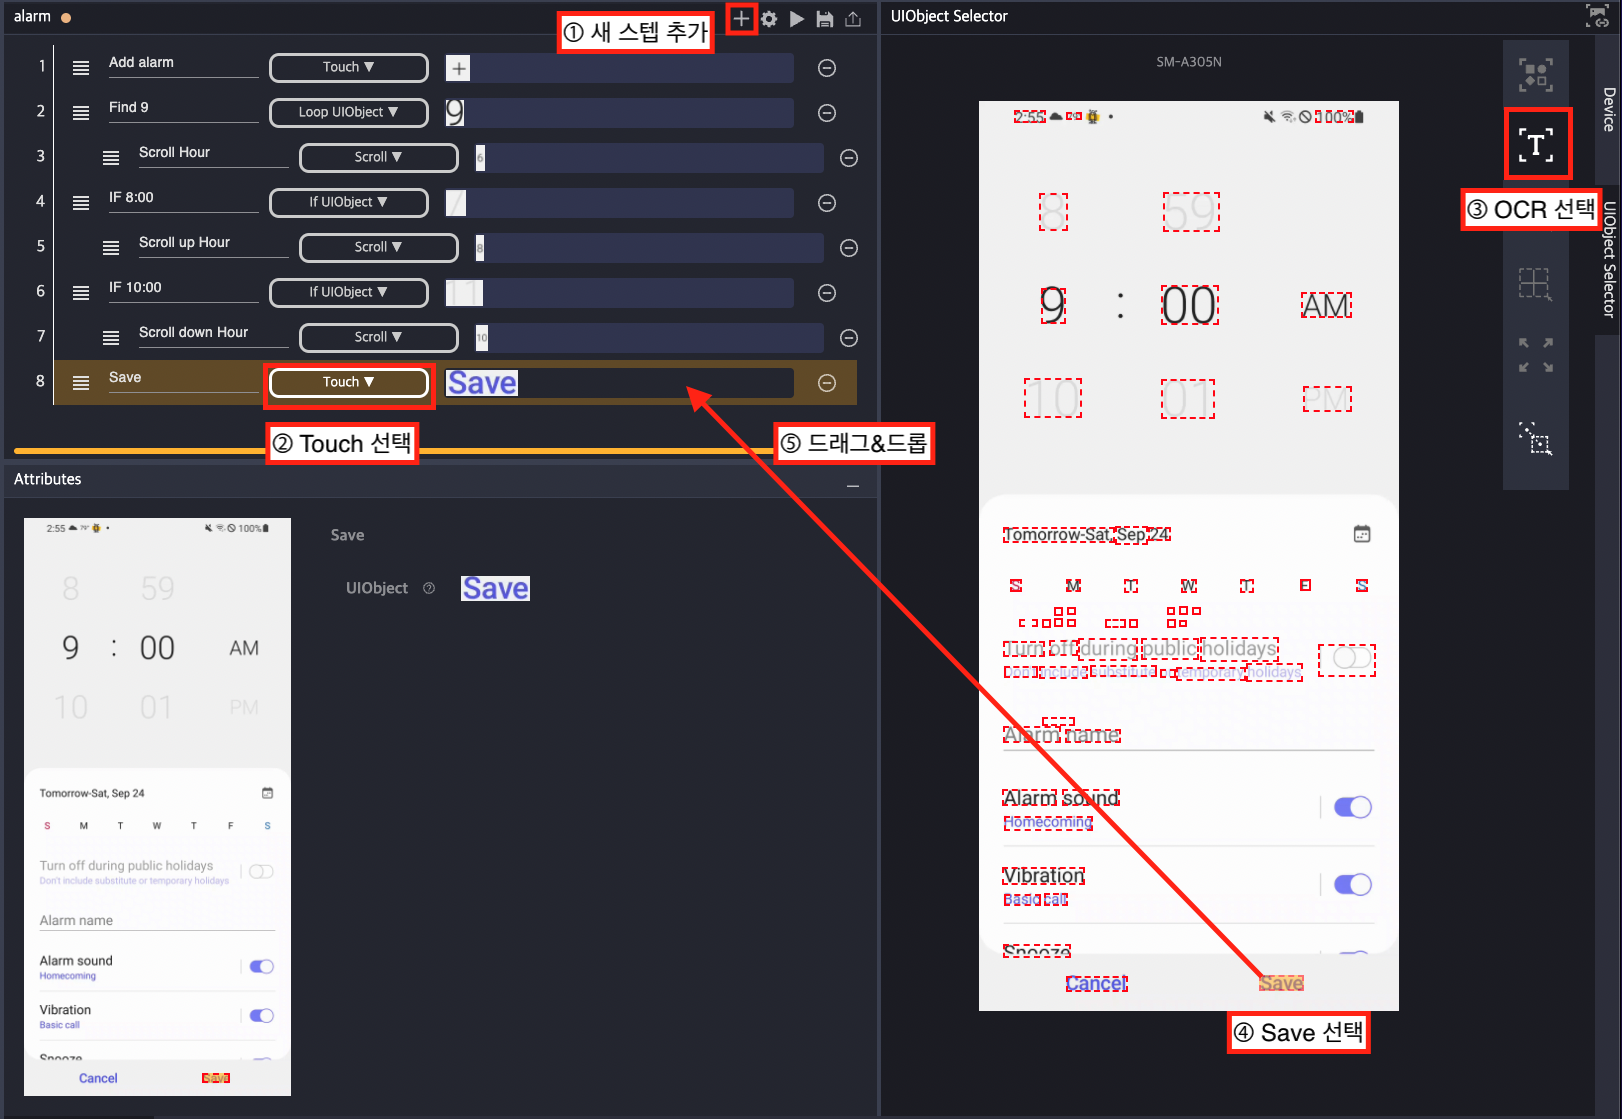 alarm
① 새 스텝 추가
1 Add alarm Touch ▼ +
2 Find 9 Loop UIObject ▼ 9
3 Scroll Hour Scroll ▼ 6
4 IF 8:00 If UIObject ▼ 7
5 Scroll up Hour Scroll ▼ 8
6 IF 10:00 If UIObject ▼ 11
7 Scroll down Hour Scroll ▼ 10
8 Save Touch ▼ Save
② Touch 선택
⑤ 드래그&드롭
Attributes
2:55 79° 100%
8 59
9 : 00 AM
10 01 PM
Tomorrow-Sat, Sep 24
S M T W T F S
Turn off during public holidays
Don't include substitute or temporary holidays
Alarm name
Alarm sound
Homecoming
Vibration
Basic call
Snooze
Cancel Save
Save
UIObject Save
UIObject Selector
SM-A305N
Device
UIObject Selector
T
③ OCR 선택
2:55 100%
8 59
9 : 00 AM
10 01 PM
Tomorrow-Sat, Sep 24
S M T W T F S
Turn off during public holidays
Don't include substitute or temporary holidays
Alarm name
Alarm sound
Homecoming
Vibration
Basic call
Snooze
Cancel Save
④ Save 선택